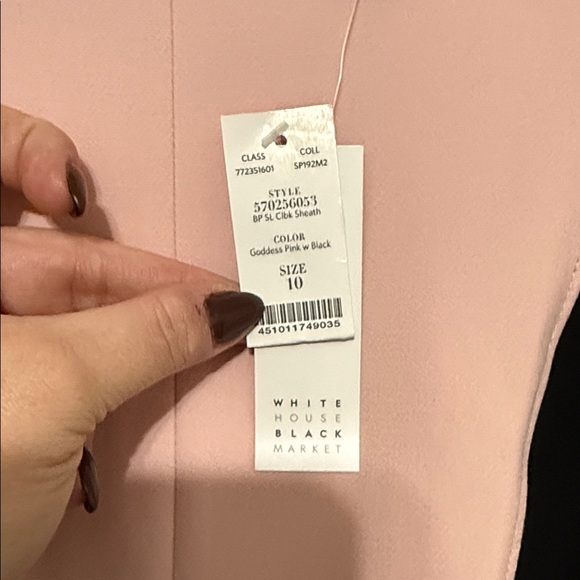 CLASS COLL
772351601 SP192M2
STYLE
570256053
BP SL Clbk Sheath
COLOR
Goddess Pink w Black
SIZE
10
451011749035
WHITE
HOUSE
BLACK
MARKET